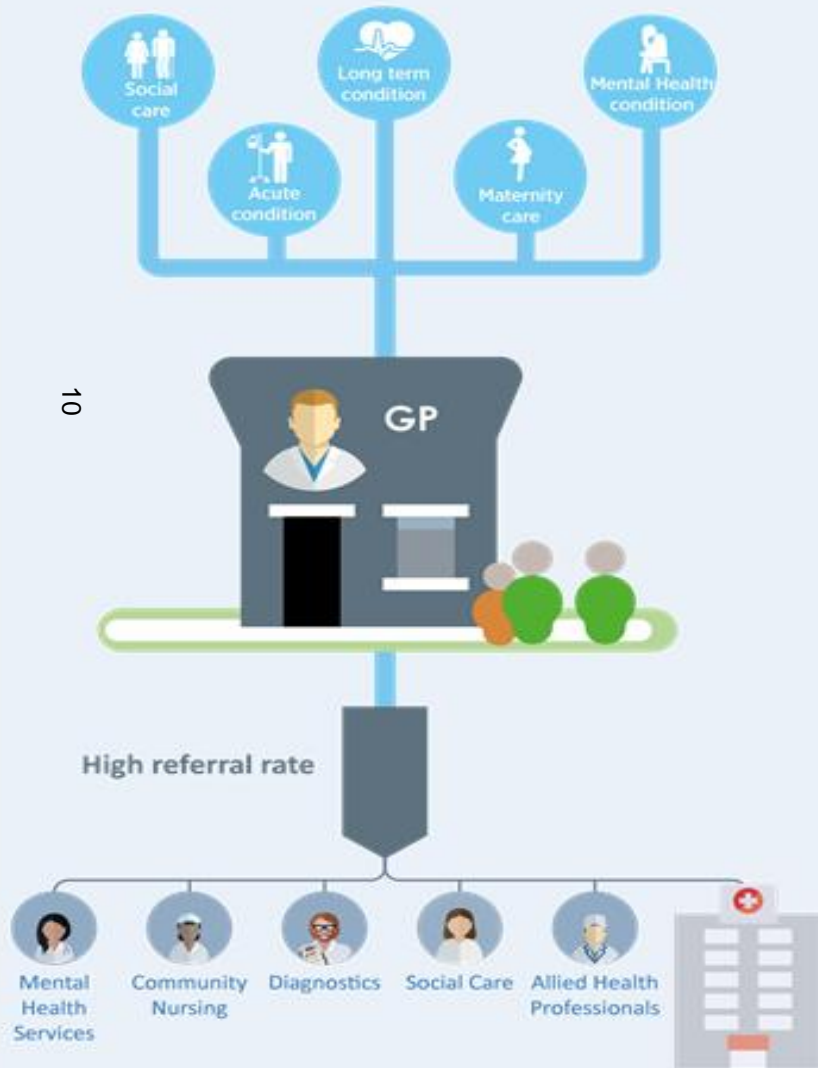 Social
care
Long term
condition
Mental Health
condition
Acute
condition
Maternity
care
10
GP
High referral rate
Mental
Health
Services
Community
Nursing
Diagnostics
Social Care
Allied Health
Professionals